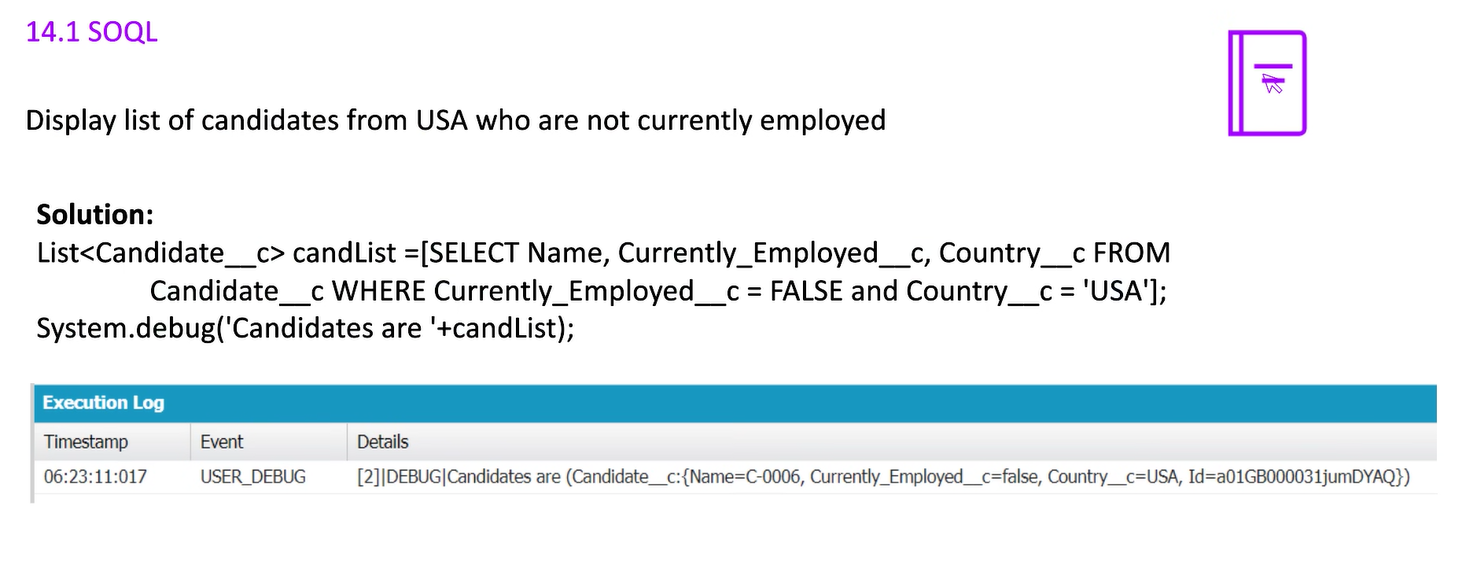 14.1 SOQL
Display list of candidates from USA who are not currently employed
Solution:
List<Candidate__c> candList =[SELECT Name, Currently_Employed__c, Country__c FROM
Candidate__c WHERE Currently_Employed__c = FALSE and Country__c = 'USA'];
System.debug('Candidates are '+candList);
Execution Log
Timestamp Event Details
06:23:11:017 USER_DEBUG [2]|DEBUG|Candidates are (Candidate__c:{Name=C-0006, Currently_Employed__c=false, Country__c=USA, Id=a01GB000031jumDYAQ})